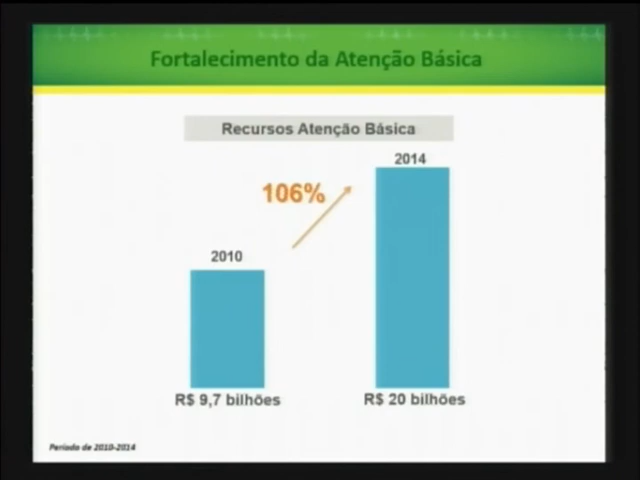 Fortalecimento da Atenção Básica
Recursos Atenção Básica
2014
106%
2010
R$ 9,7 bilhões
R$ 20 bilhões
Período de 2010-2014